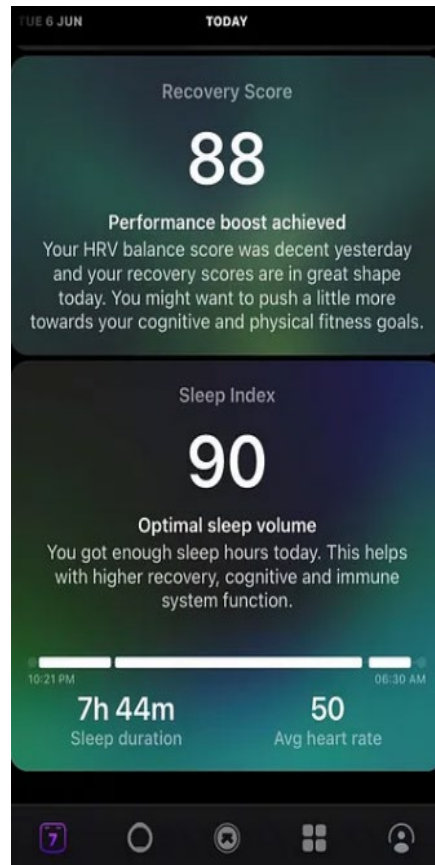 TUE 6 JUN TODAY
Recovery Score
88
Performance boost achieved
Your HRV balance score was decent yesterday
and your recovery scores are in great shape
today. You might want to push a little more
towards your cognitive and physical fitness goals.
Sleep Index
90
Optimal sleep volume
You got enough sleep hours today. This helps
with higher recovery, cognitive and immune
system function.
10:21 PM 06:30 AM
7h 44m 50
Sleep duration Avg heart rate
7